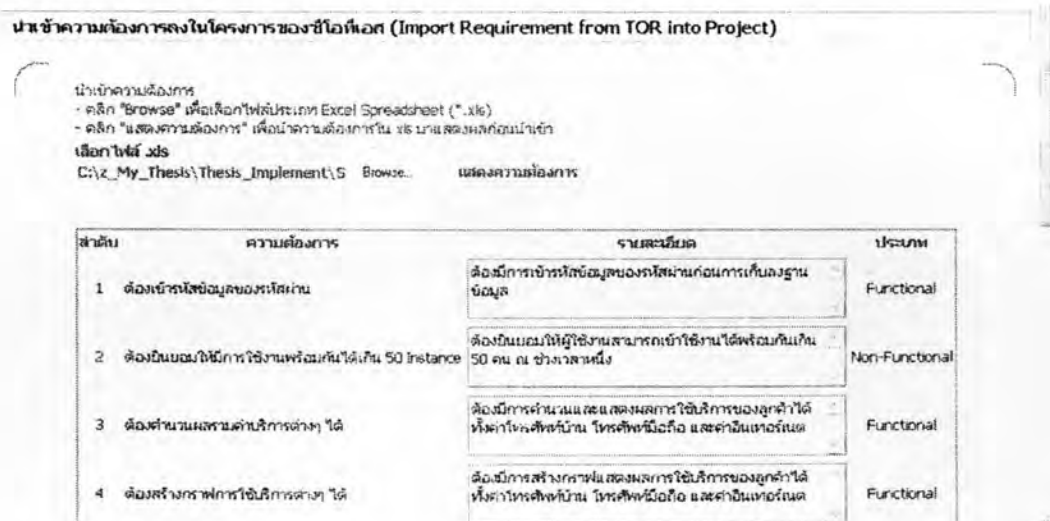 นำเข้าความต้องการลงในโครงการของซีโอทีเอส (Import Requirement from TOR into Project)
นำเข้าความต้องการ
- คลิก "Browse" เพื่อเลือกไฟล์ประเภท Excel Spreadsheet (*.xls)
- คลิก "แสดงความต้องการ" เพื่อนำความต้องการใน xls มาแสดงผลก่อนนำเข้า
เลือกไฟล์ .xls
C:\z_My_Thesis\Thesis_Implement\S Browse... แสดงความต้องการ
ลำดับ ความต้องการ รายละเอียด ประเภท
1 ต้องเข้ารหัสข้อมูลของรหัสผ่าน ต้องมีการเข้ารหัสข้อมูลของรหัสผ่านก่อนการเก็บลงฐาน Functional
ข้อมูล
2 ต้องยินยอมให้มีการใช้งานพร้อมกันได้เกิน 50 Instance ต้องยินยอมให้ผู้ใช้งานสามารถเข้าใช้งานได้พร้อมกันเกิน Non-Functional
50 คน ณ ช่วงเวลาหนึ่ง
3 ต้องคำนวนผลรวมค่าบริการต่างๆ ได้ ต้องมีการคำนวนและแสดงผลการใช้บริการของลูกค้าได้ Functional
ทั้งค่าโทรศัพท์บ้าน โทรศัพท์มือถือ และค่าอินเทอร์เนต
4 ต้องสร้างกราฟการใช้บริการต่างๆ ได้ ต้องมีการสร้างกราฟแสดงผลการใช้บริการของลูกค้าได้ Functional
ทั้งค่าโทรศัพท์บ้าน โทรศัพท์มือถือ และค่าอินเทอร์เนต